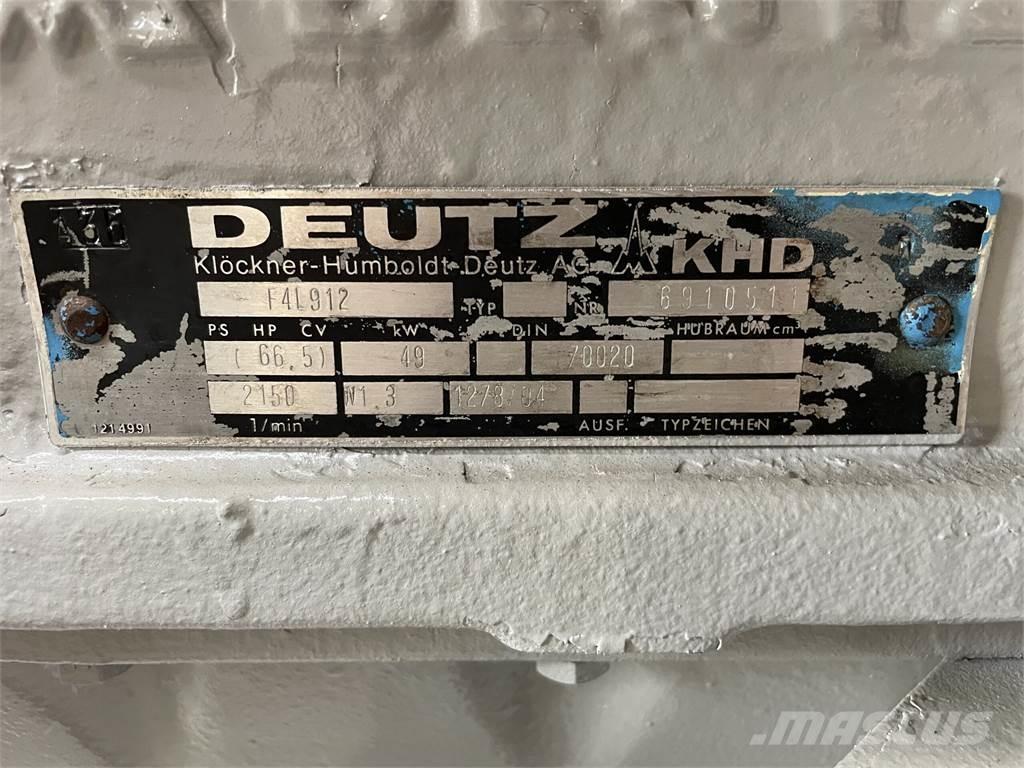 DEUTZ KHD
Klöckner-Humboldt-Deutz AG
F4L912 TYP NR. 6910511
PS HP CV kW DIN HUBRAUM cm³
(66,5) 49 70020
2150 W1.3 1278/04
1/min AUSF. TYPZEICHEN
1214991
MASCUS